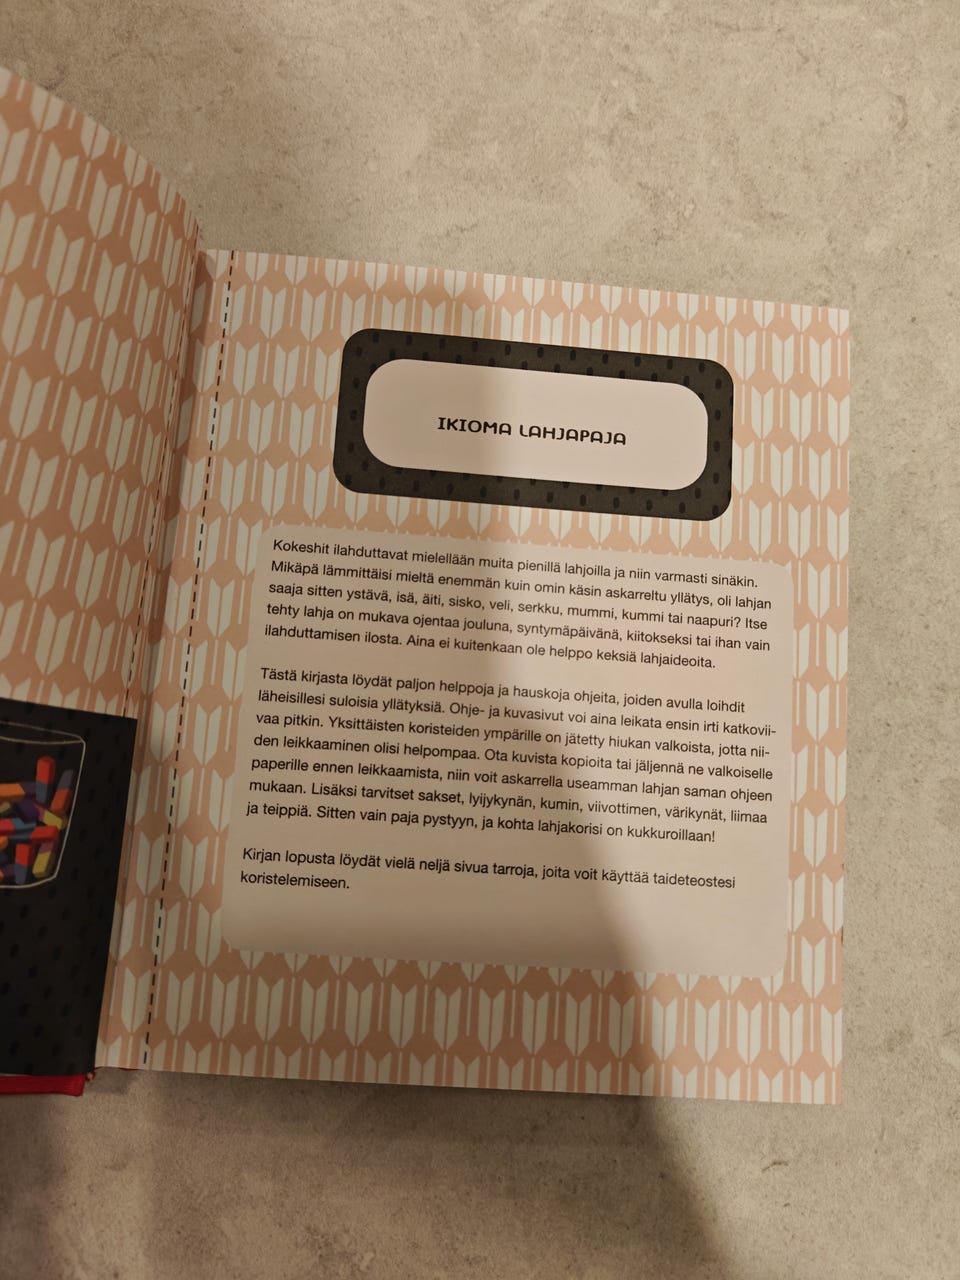 IKIOMA LAHJAPAJA
Kokeshit ilahduttavat mielellään muita pienillä lahjoilla ja niin varmasti sinäkin.
Mikäpä lämmittäisi mieltä enemmän kuin omin käsin askarreltu yllätys, oli lahjan
saaja sitten ystävä, isä, äiti, sisko, veli, serkku, mummi, kummi tai naapuri? Itse
tehty lahja on mukava ojentaa jouluna, syntymäpäivänä, kiitokseksi tai ihan vain
ilahduttamisen ilosta. Aina ei kuitenkaan ole helppo keksiä lahjaideoita.
Tästä kirjasta löydät paljon helppoja ja hauskoja ohjeita, joiden avulla loihdit
läheisillesi suloisia yllätyksiä. Ohje- ja kuvasivut voi aina leikata ensin irti katkovii-
vaa pitkin. Yksittäisten koristeiden ympärille on jätetty hiukan valkoista, jotta nii-
den leikkaaminen olisi helpompaa. Ota kuvista kopioita tai jäljennä ne valkoiselle
paperille ennen leikkaamista, niin voit askarrella useamman lahjan saman ohjeen
mukaan. Lisäksi tarvitset sakset, lyijykynän, kumin, viivottimen, värikynät, liimaa
ja teippiä. Sitten vain paja pystyyn, ja kohta lahjakorisi on kukkuroillaan!
Kirjan lopusta löydät vielä neljä sivua tarroja, joita voit käyttää taideteostesi
koristelemiseen.